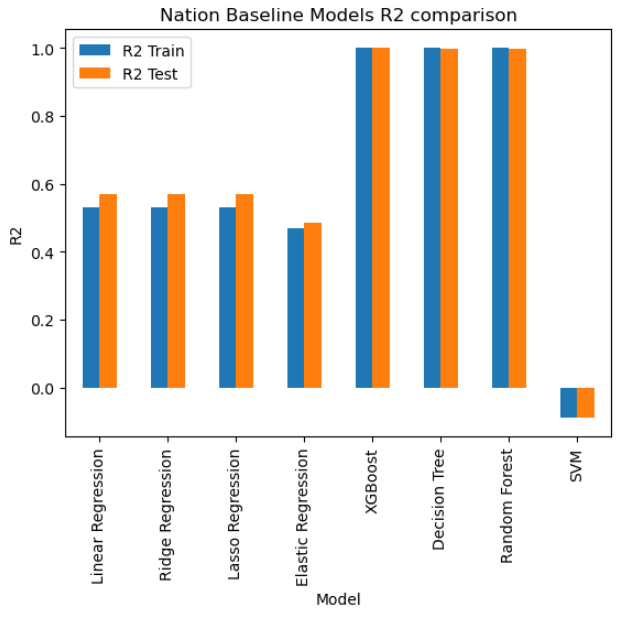 Nation Baseline Models R2 comparison
R2 Train
R2 Test
1.0
0.8
0.6
0.4
0.2
0.0
R2
Linear Regression
Ridge Regression
Lasso Regression
Elastic Regression
XGBoost
Decision Tree
Random Forest
SVM
Model